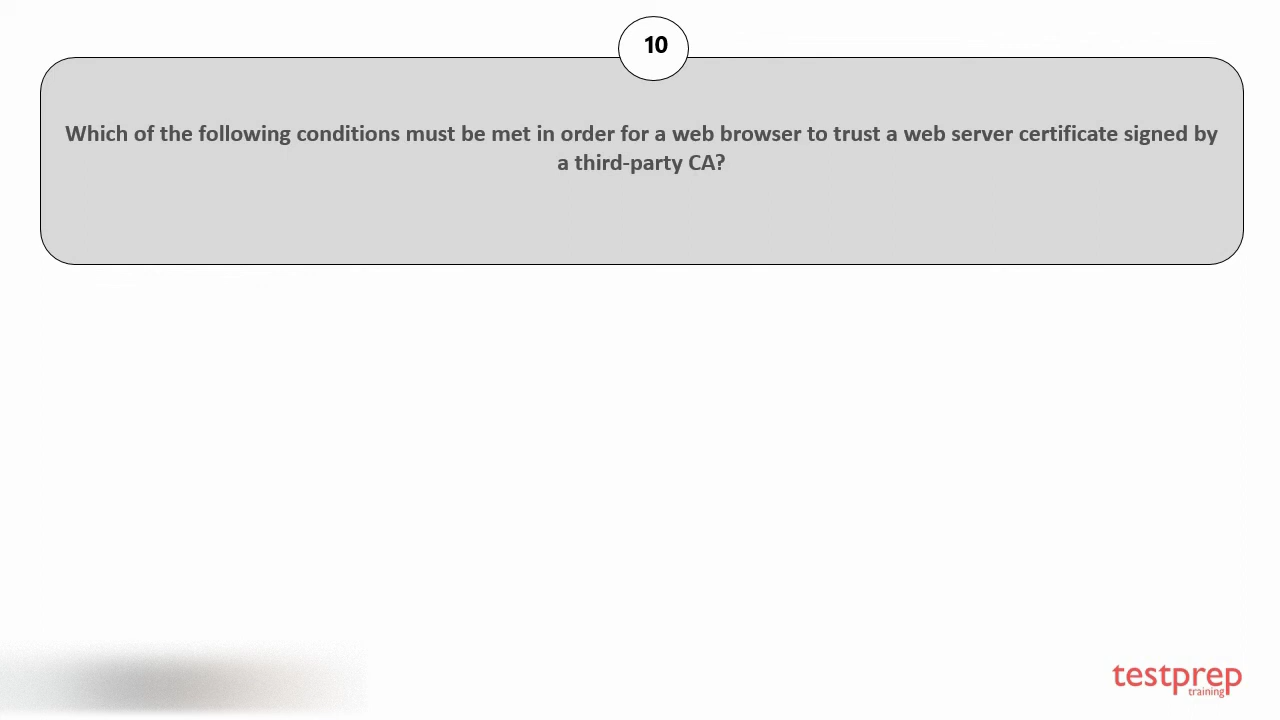 10
Which of the following conditions must be met in order for a web browser to trust a web server certificate signed by
a third-party CA?
testprep
training